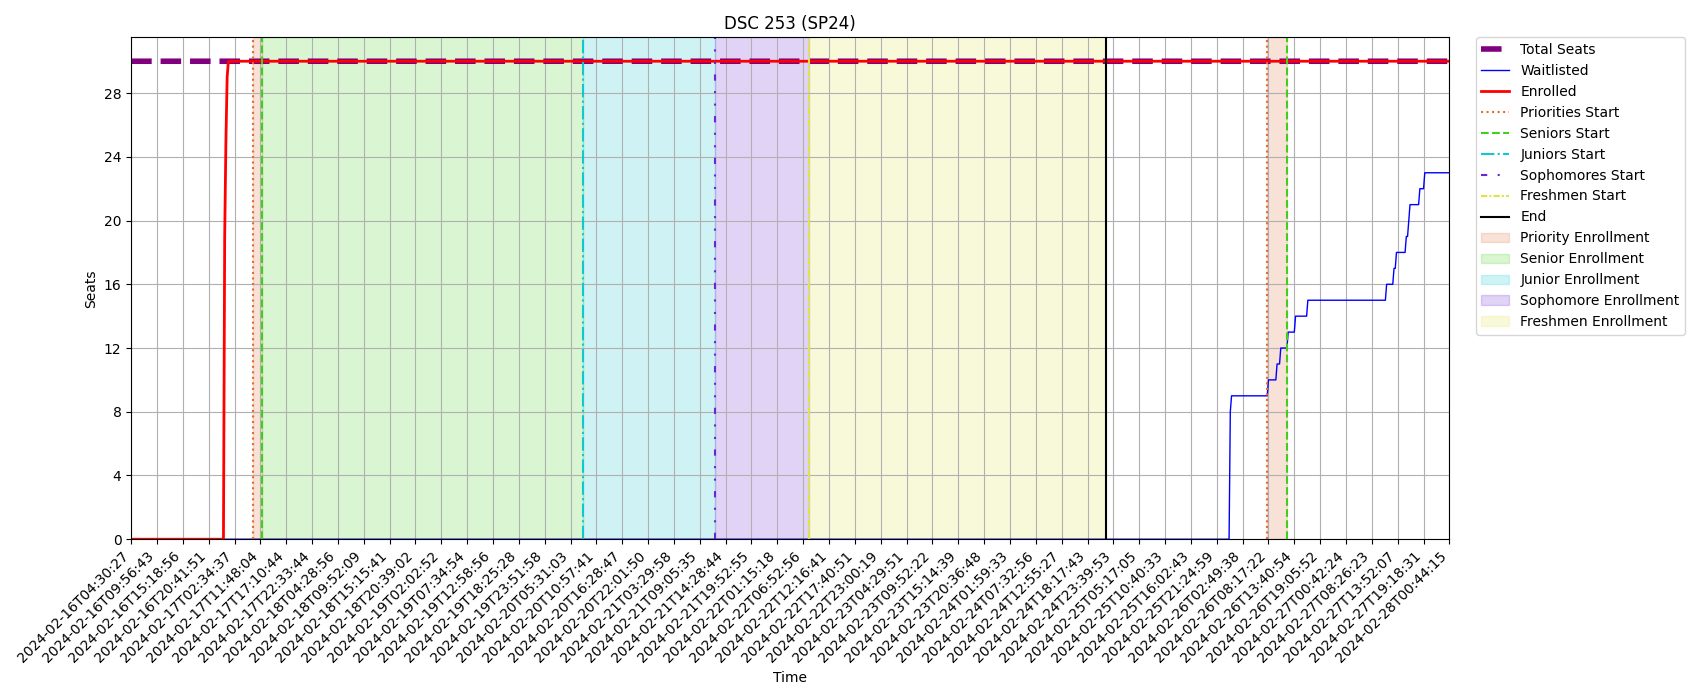 DSC 253 (SP24)
Total Seats
Waitlisted
Enrolled
Priorities Start
Seniors Start
Juniors Start
Sophomores Start
Freshmen Start
End
Priority Enrollment
Senior Enrollment
Junior Enrollment
Sophomore Enrollment
Freshmen Enrollment
Seats
28
24
20
16
12
8
4
0
2024-02-16T04:30:27
2024-02-16T09:56:43
2024-02-16T15:18:56
2024-02-16T20:41:51
2024-02-17T02:34:37
2024-02-17T11:48:04
2024-02-17T17:10:44
2024-02-17T22:33:44
2024-02-18T04:28:56
2024-02-18T09:52:09
2024-02-18T15:15:41
2024-02-18T20:39:02
2024-02-19T02:02:52
2024-02-19T07:34:54
2024-02-19T12:58:56
2024-02-19T18:25:28
2024-02-19T23:51:58
2024-02-20T05:31:03
2024-02-20T10:57:41
2024-02-20T16:28:47
2024-02-20T22:01:50
2024-02-21T03:29:58
2024-02-21T09:05:35
2024-02-21T14:28:44
2024-02-21T19:52:55
2024-02-22T01:15:18
2024-02-22T06:52:56
2024-02-22T12:16:41
2024-02-22T17:40:51
2024-02-22T23:00:19
2024-02-23T04:29:51
2024-02-23T09:52:22
2024-02-23T15:14:39
2024-02-23T20:36:48
2024-02-24T01:59:33
2024-02-24T07:32:56
2024-02-24T12:55:27
2024-02-24T18:17:43
2024-02-24T23:39:53
2024-02-25T05:17:05
2024-02-25T10:40:33
2024-02-25T16:02:43
2024-02-25T21:24:59
2024-02-26T02:49:38
2024-02-26T08:17:22
2024-02-26T13:40:54
2024-02-26T19:05:52
2024-02-27T00:42:24
2024-02-27T08:26:23
2024-02-27T13:52:07
2024-02-27T19:18:31
2024-02-28T00:44:15
Time